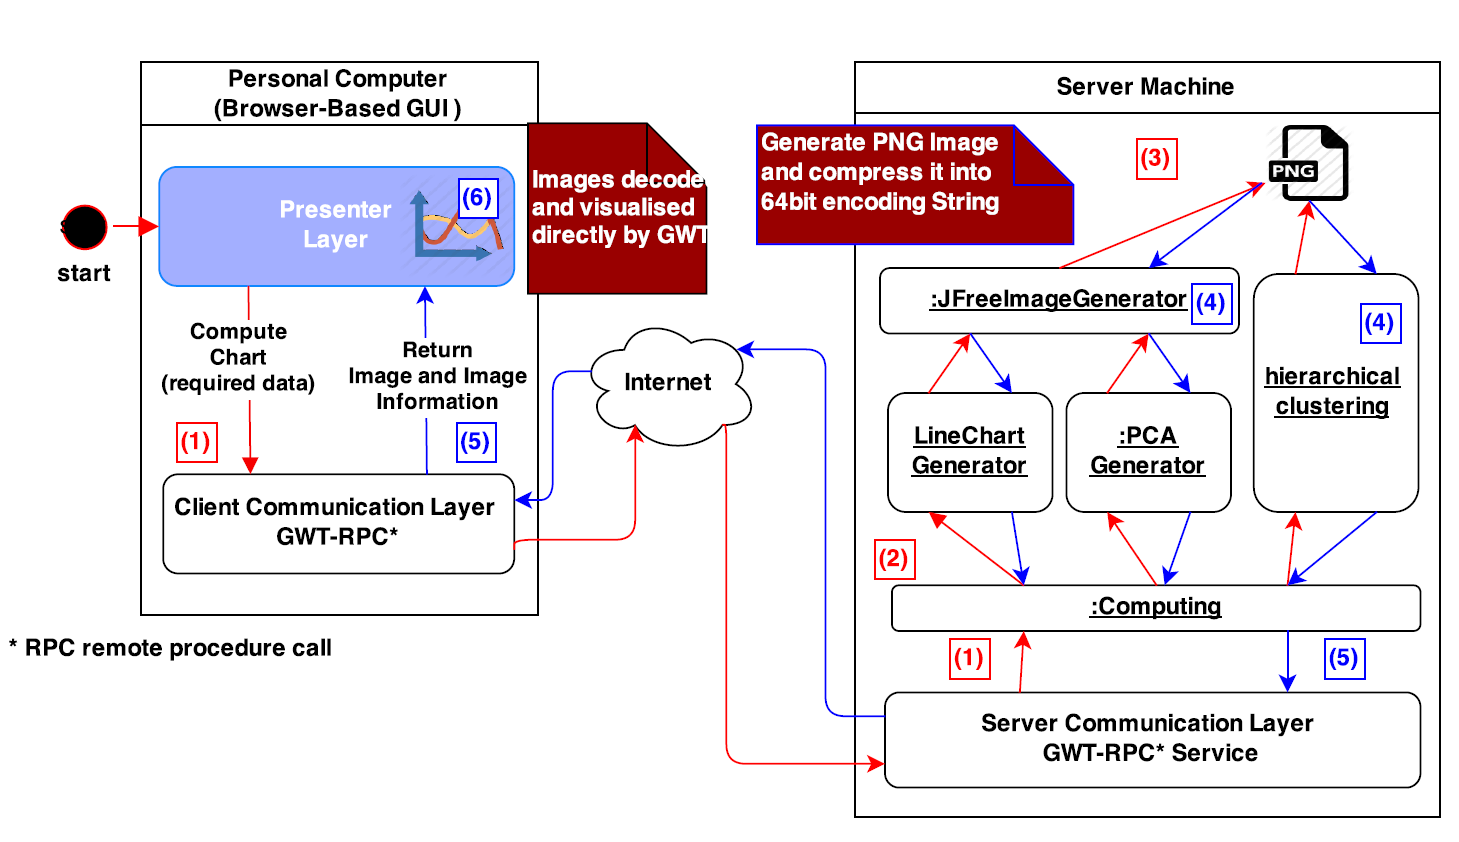 Personal Computer
(Browser-Based GUI )
Server Machine
Images decode
and visualised
directly by GWT
Generate PNG Image
and compress it into
64bit encoding String
(3)
PNG
Presenter
Layer
(6)
start
:JFreeImageGenerator
(4)
(4)
Compute
Chart
(required data)
Return
Image and Image
Information
Internet
hierarchical
clustering
LineChart
Generator
:PCA
Generator
(1)
(5)
Client Communication Layer
GWT-RPC*
(2)
:Computing
* RPC remote procedure call
(1)
(5)
Server Communication Layer
GWT-RPC* Service